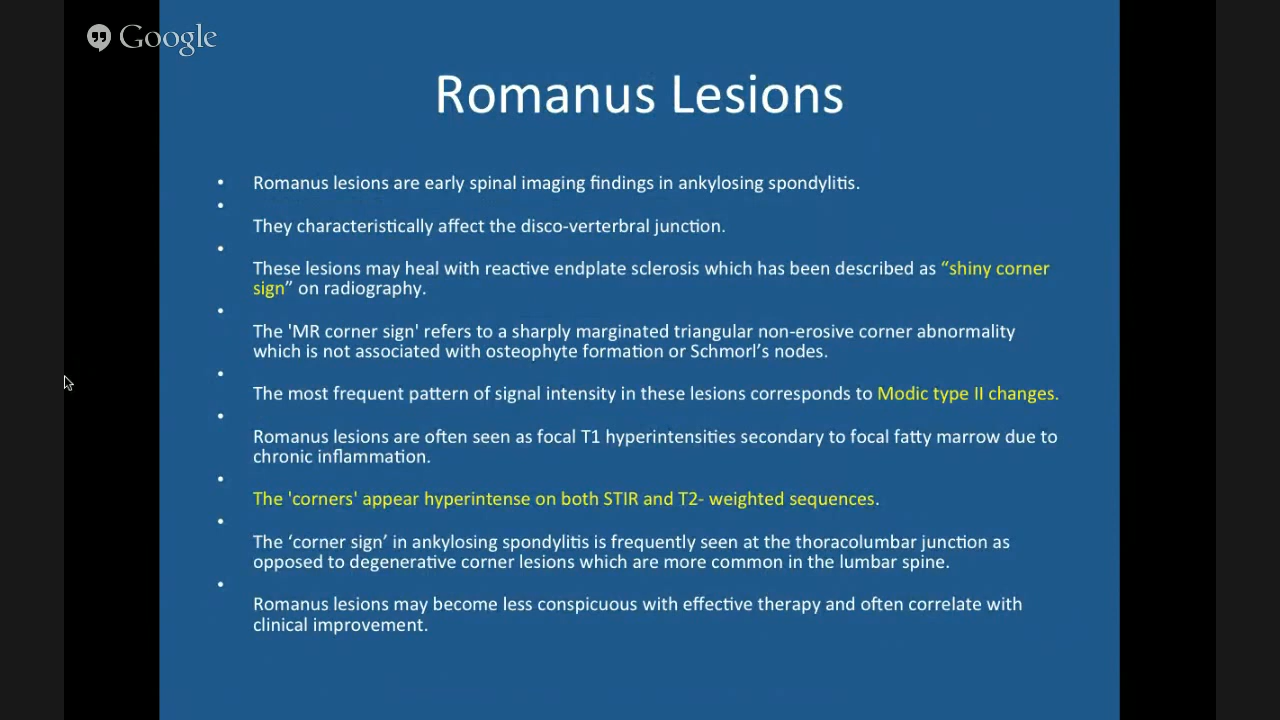 Google
Romanus Lesions
• Romanus lesions are early spinal imaging findings in ankylosing spondylitis.
•
They characteristically affect the disco-verterbral junction.
•
These lesions may heal with reactive endplate sclerosis which has been described as “shiny corner
sign” on radiography.
•
The 'MR corner sign' refers to a sharply marginated triangular non-erosive corner abnormality
which is not associated with osteophyte formation or Schmorl’s nodes.
•
The most frequent pattern of signal intensity in these lesions corresponds to Modic type II changes.
•
Romanus lesions are often seen as focal T1 hyperintensities secondary to focal fatty marrow due to
chronic inflammation.
•
The 'corners' appear hyperintense on both STIR and T2- weighted sequences.
•
The ‘corner sign’ in ankylosing spondylitis is frequently seen at the thoracolumbar junction as
opposed to degenerative corner lesions which are more common in the lumbar spine.
•
Romanus lesions may become less conspicuous with effective therapy and often correlate with
clinical improvement.